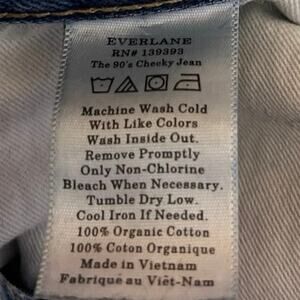 EVERLANE
RN# 139393
The 90's Cheeky Jean
Machine Wash Cold
With Like Colors
Wash Inside Out.
Remove Promptly
Only Non-Chlorine
Bleach When Necessary.
Tumble Dry Low.
Cool Iron If Needed.
100% Organic Cotton
100% Coton Organique
Made in Vietnam
Fabriqué au Viêt-Nam